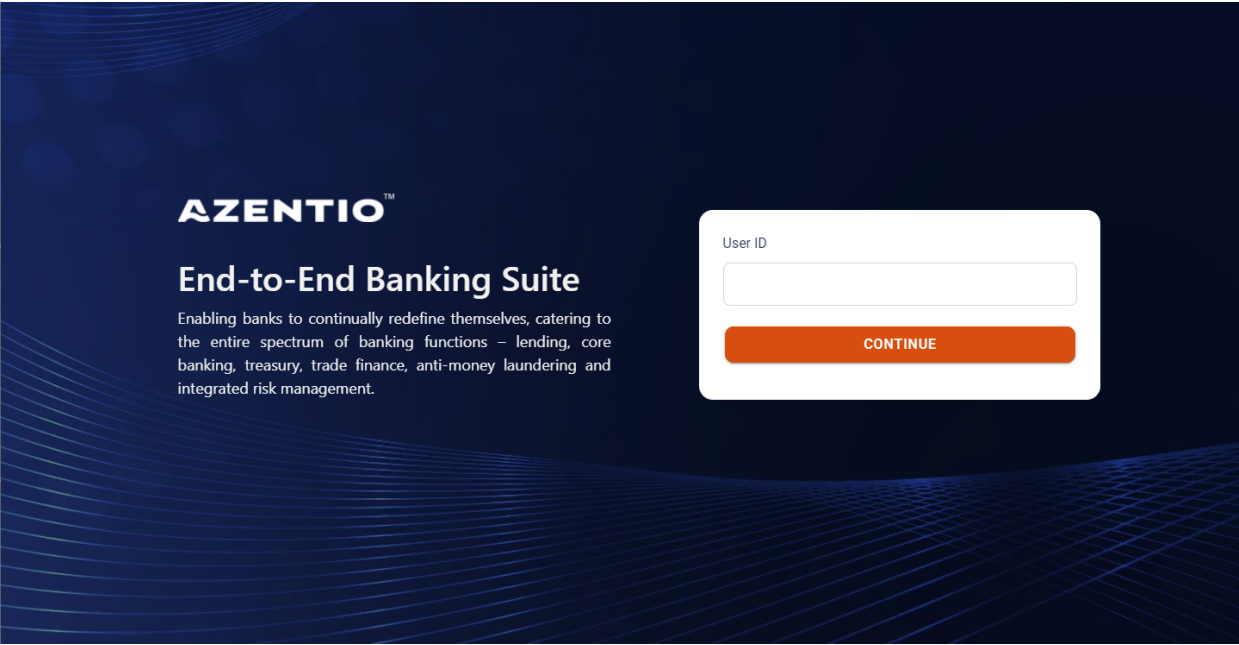 AZENTIO™
End-to-End Banking Suite
Enabling banks to continually redefine themselves, catering to
the entire spectrum of banking functions – lending, core
banking, treasury, trade finance, anti-money laundering and
integrated risk management.
User ID
CONTINUE